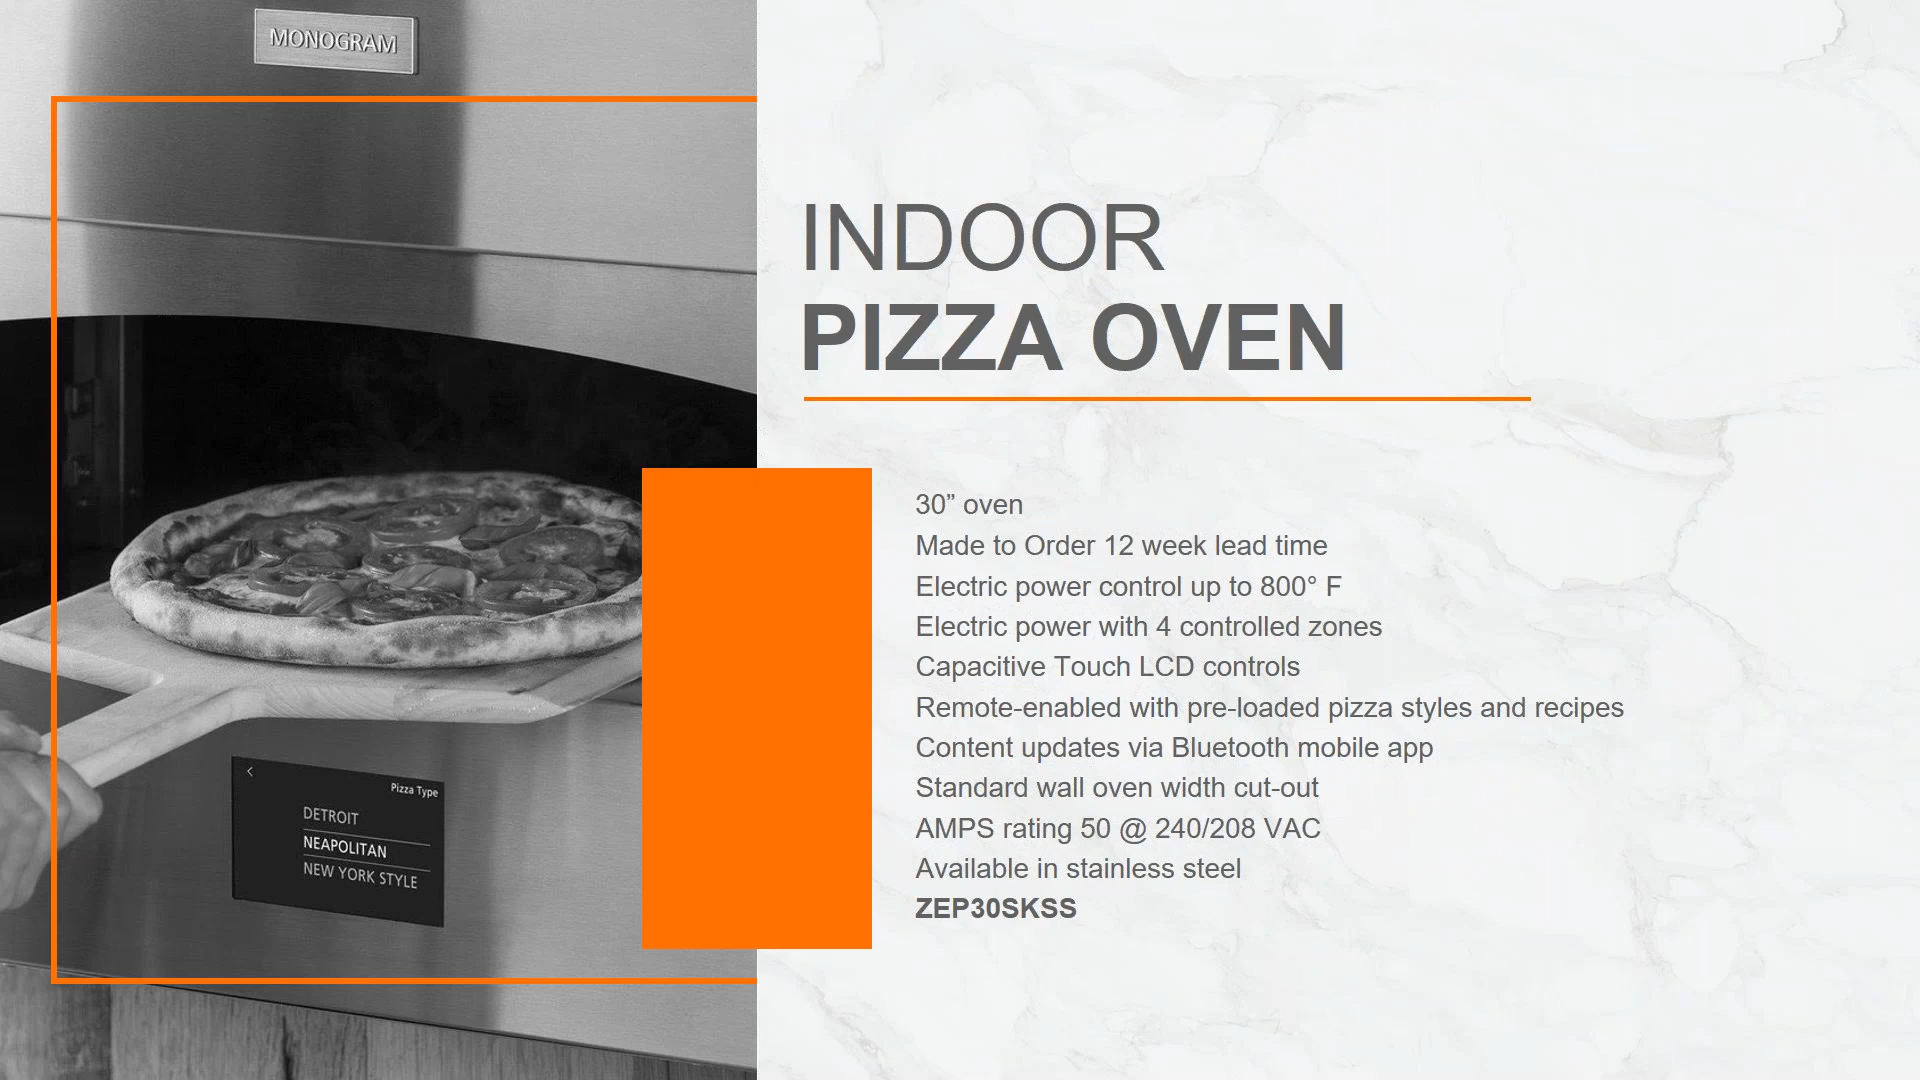 MONOGRAM
INDOOR
PIZZA OVEN
30” oven
Made to Order 12 week lead time
Electric power control up to 800° F
Electric power with 4 controlled zones
Capacitive Touch LCD controls
Remote-enabled with pre-loaded pizza styles and recipes
Content updates via Bluetooth mobile app
Standard wall oven width cut-out
AMPS rating 50 @ 240/208 VAC
Available in stainless steel
ZEP30SKSS
Pizza Type
DETROIT
NEAPOLITAN
NEW YORK STYLE